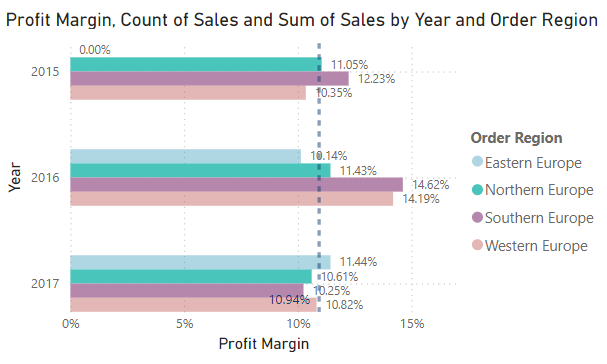 Profit Margin, Count of Sales and Sum of Sales by Year and Order Region
0.00%
2015
11.05%
12.23%
10.35%
Order Region
Eastern Europe
Northern Europe
Southern Europe
Western Europe
Year
10.14%
2016
11.43%
14.62%
14.19%
11.44%
2017
10.61%
10.25%
10.94%
10.82%
0%
5%
10%
15%
Profit Margin